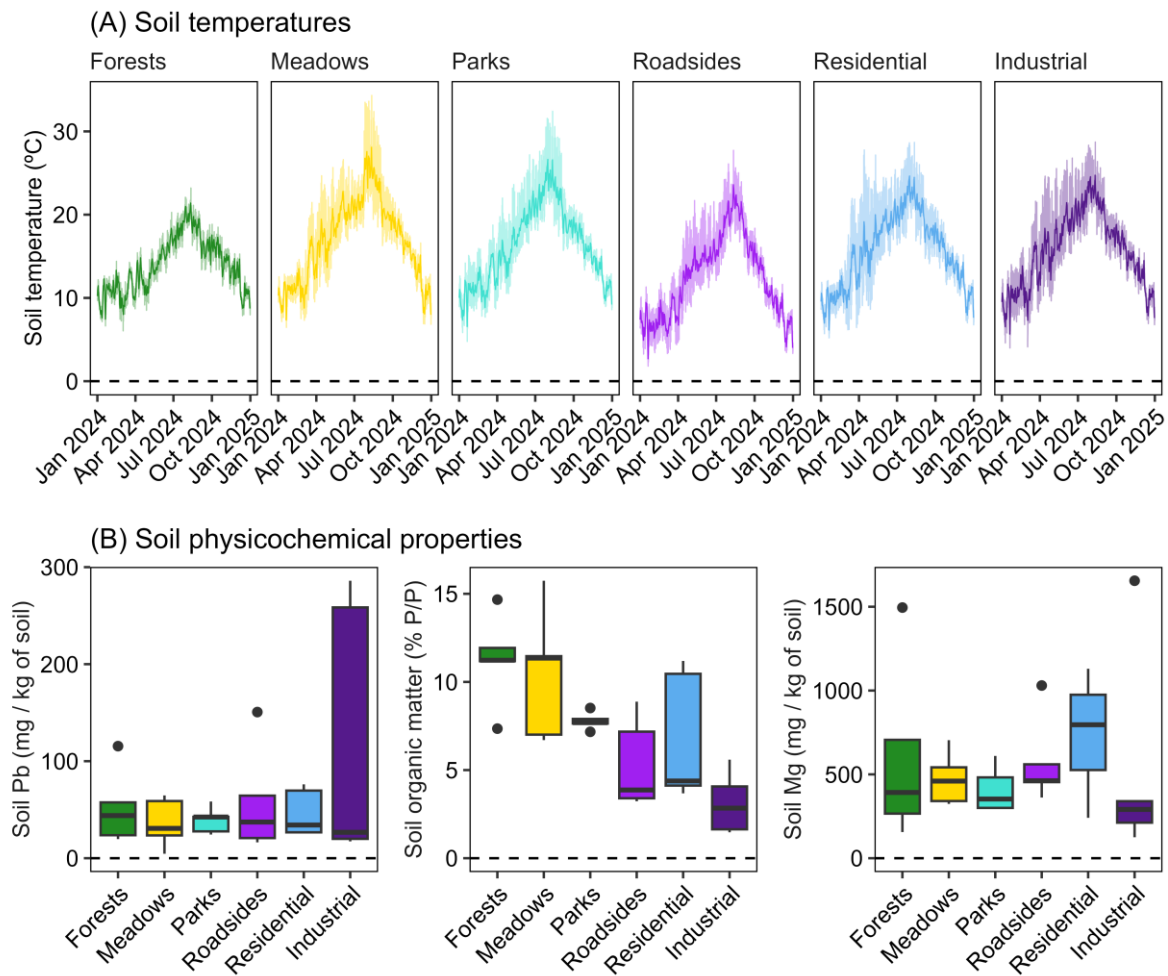 (A) Soil temperatures
Forests Meadows Parks Roadsides Residential Industrial
Soil temperature (ºC)
30
20
10
0
Jan 2024 Apr 2024 Jul 2024 Oct 2024 Jan 2025 Jan 2024 Apr 2024 Jul 2024 Oct 2024 Jan 2025 Jan 2024 Apr 2024 Jul 2024 Oct 2024 Jan 2025 Jan 2024 Apr 2024 Jul 2024 Oct 2024 Jan 2025 Jan 2024 Apr 2024 Jul 2024 Oct 2024 Jan 2025 Jan 2024 Apr 2024 Jul 2024 Oct 2024 Jan 2025
(B) Soil physicochemical properties
Soil Pb (mg / kg of soil)
300
200
100
0
Forests Meadows Parks Roadsides Residential Industrial
Soil organic matter (% P/P)
15
10
5
0
Forests Meadows Parks Roadsides Residential Industrial
Soil Mg (mg / kg of soil)
1500
1000
500
0
Forests Meadows Parks Roadsides Residential Industrial